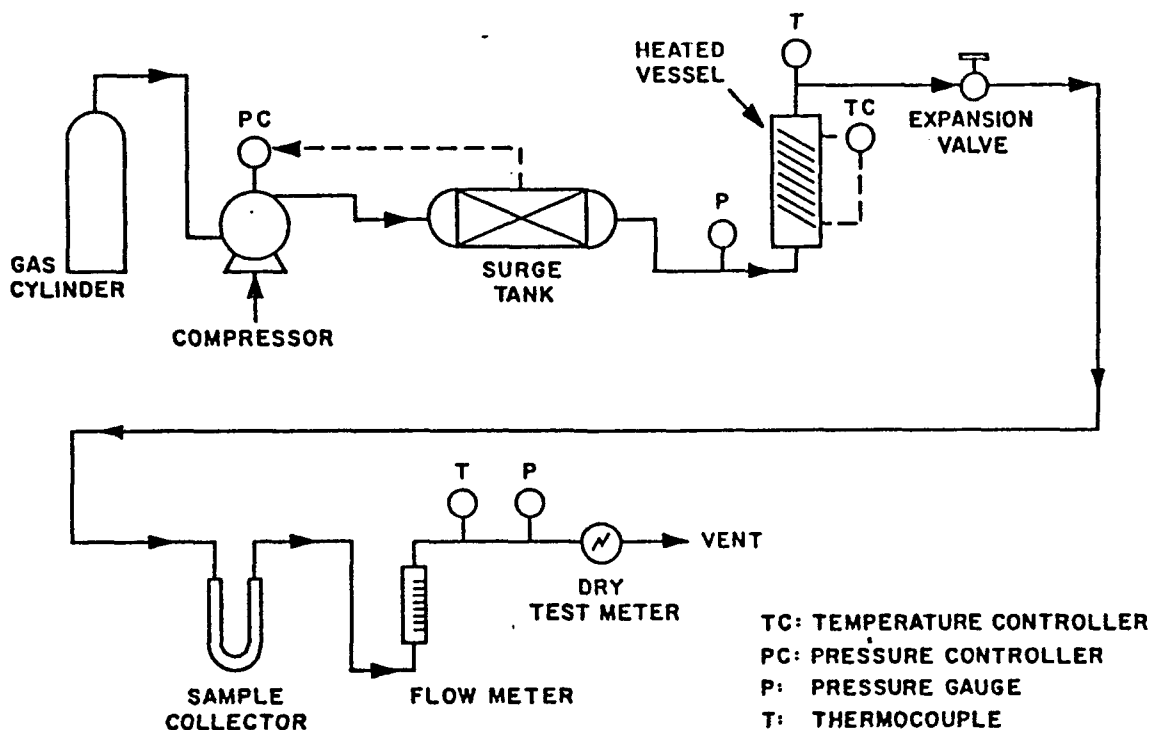 T
HEATED
VESSEL
TC
EXPANSION
VALVE
PC
P
GAS
CYLINDER
SURGE
TANK
COMPRESSOR
T
P
VENT
DRY
TEST METER
SAMPLE
COLLECTOR
FLOW METER
TC: TEMPERATURE CONTROLLER
PC: PRESSURE CONTROLLER
P: PRESSURE GAUGE
T: THERMOCOUPLE